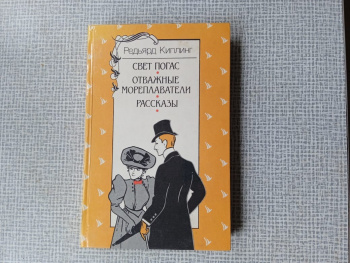 Редьярд Киплинг
СВЕТ ПОГАС
ОТВАЖНЫЕ
МОРЕПЛАВАТЕЛИ
РАССКАЗЫ